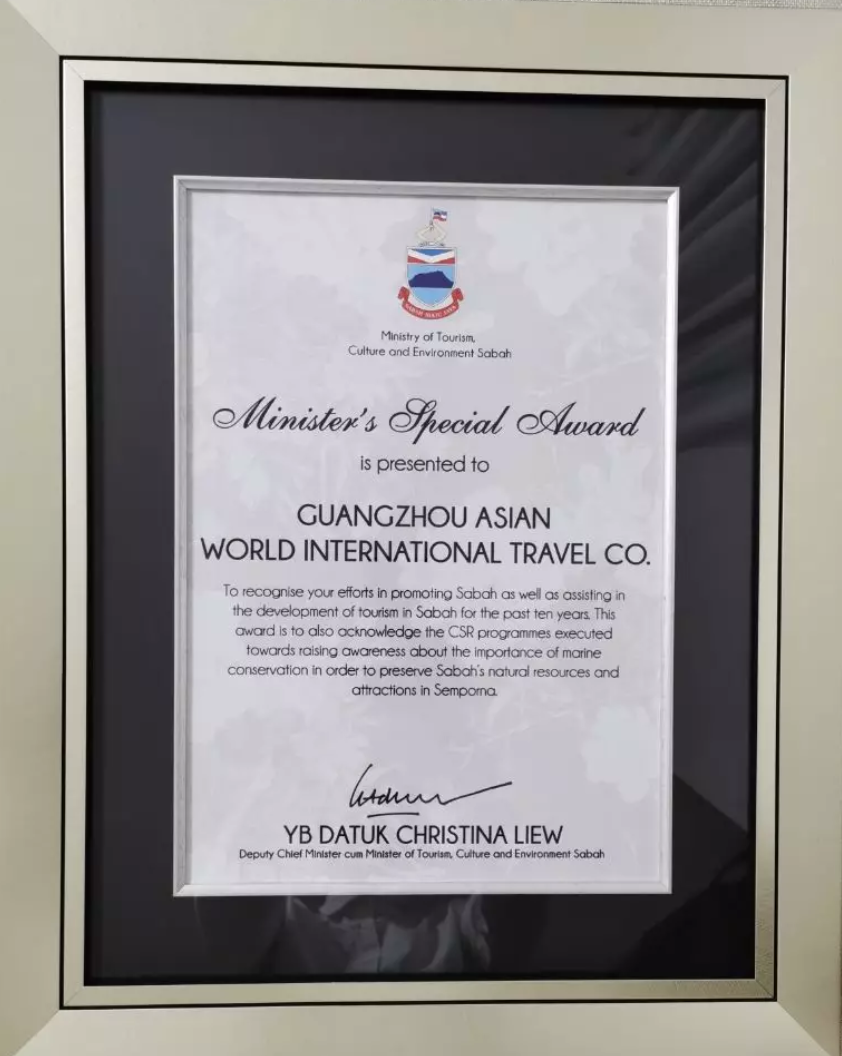 Ministry of Tourism,
Culture and Environment Sabah
Minister's Special Award
is presented to
GUANGZHOU ASIAN
WORLD INTERNATIONAL TRAVEL CO.
To recognise your efforts in promoting Sabah as well as assisting in
the development of tourism in Sabah for the past ten years. This
award is to also acknowledge the CSR programmes executed
towards raising awareness about the importance of marine
conservation in order to preserve Sabah's natural resources and
attractions in Semporna.
YB DATUK CHRISTINA LIEW
Deputy Chief Minister cum Minister of Tourism, Culture and Environment Sabah